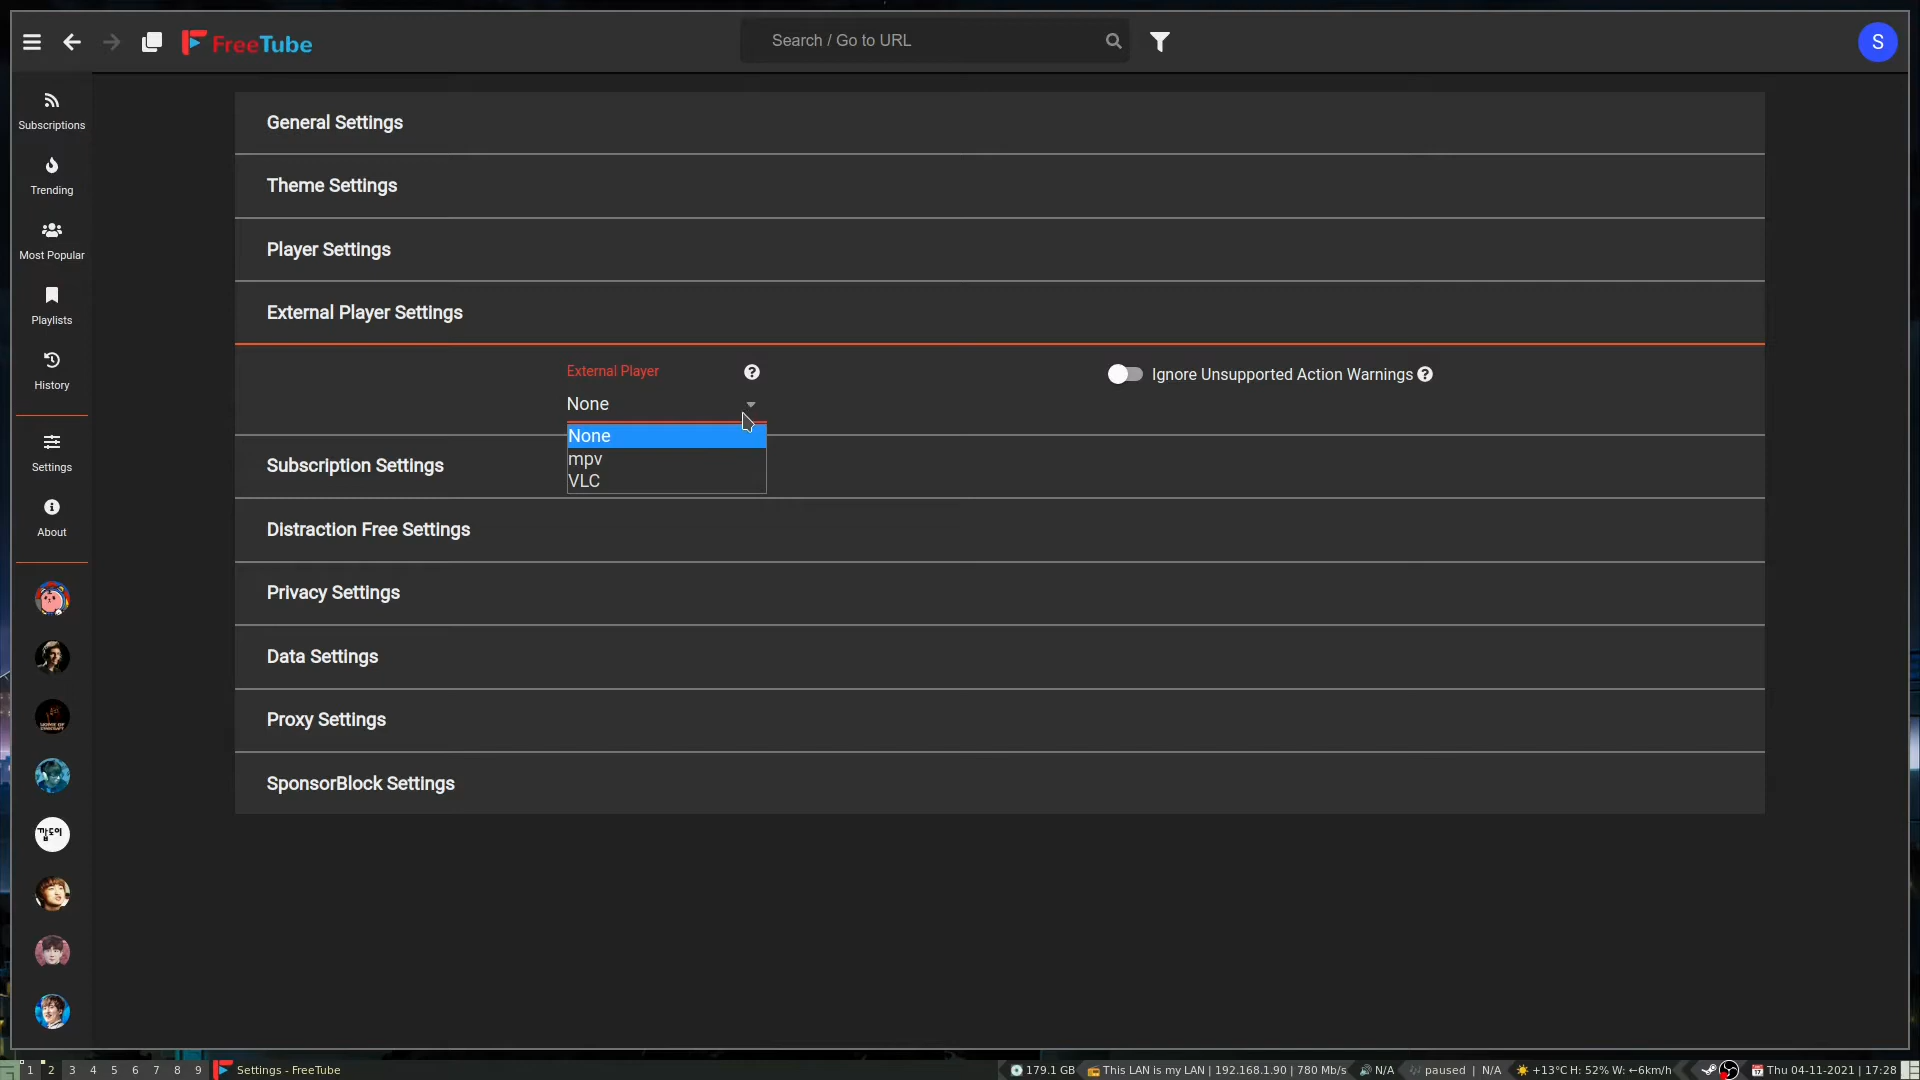 FreeTube
Search / Go to URL
S
Subscriptions
Trending
Most Popular
Playlists
History
Settings
About
깝도이
General Settings
Theme Settings
Player Settings
External Player Settings
External Player
None
None
mpv
VLC
Ignore Unsupported Action Warnings
Subscription Settings
Distraction Free Settings
Privacy Settings
Data Settings
Proxy Settings
SponsorBlock Settings
1 2 3 4 5 6 7 8 9 Settings - FreeTube
179.1 GB This LAN is my LAN | 192.168.1.90 | 780 Mb/s N/A paused | N/A +13°C H: 52% W: ←6km/h Thu 04-11-2021 | 17:28